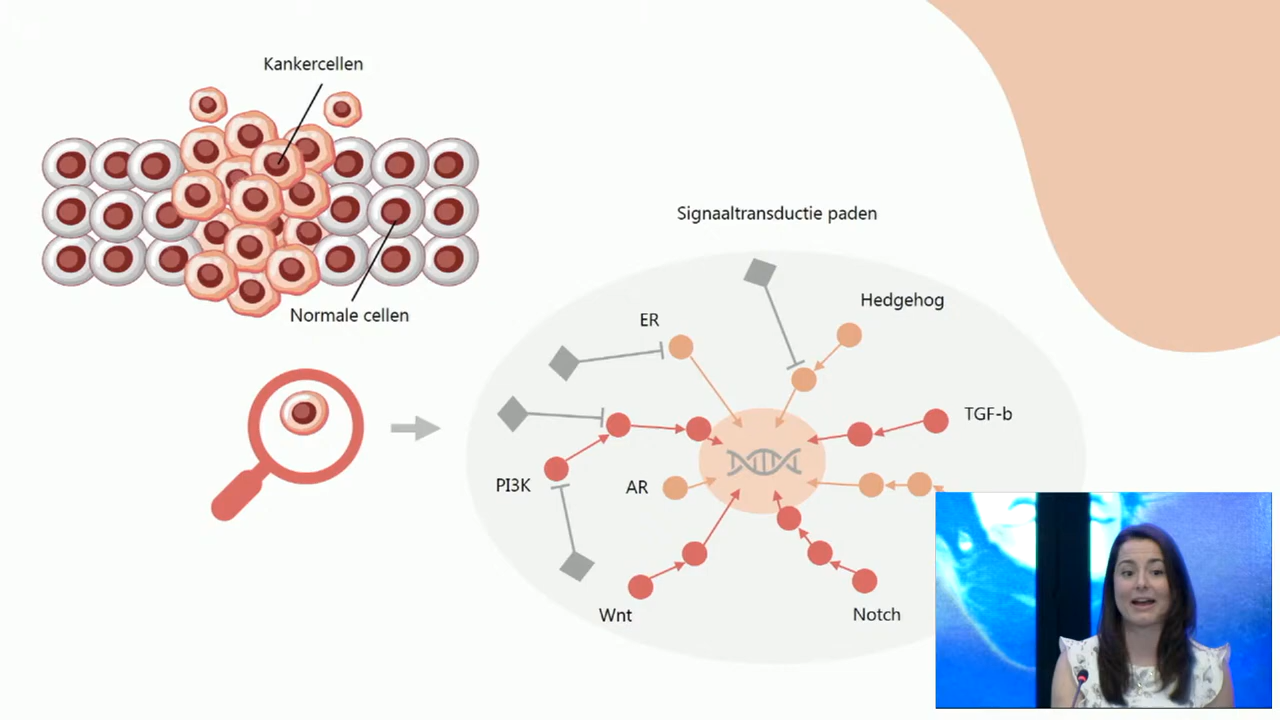 Kankercellen
Normale cellen
Signaaltransductie paden
Hedgehog
ER
TGF-b
PI3K
AR
Wnt
Notch